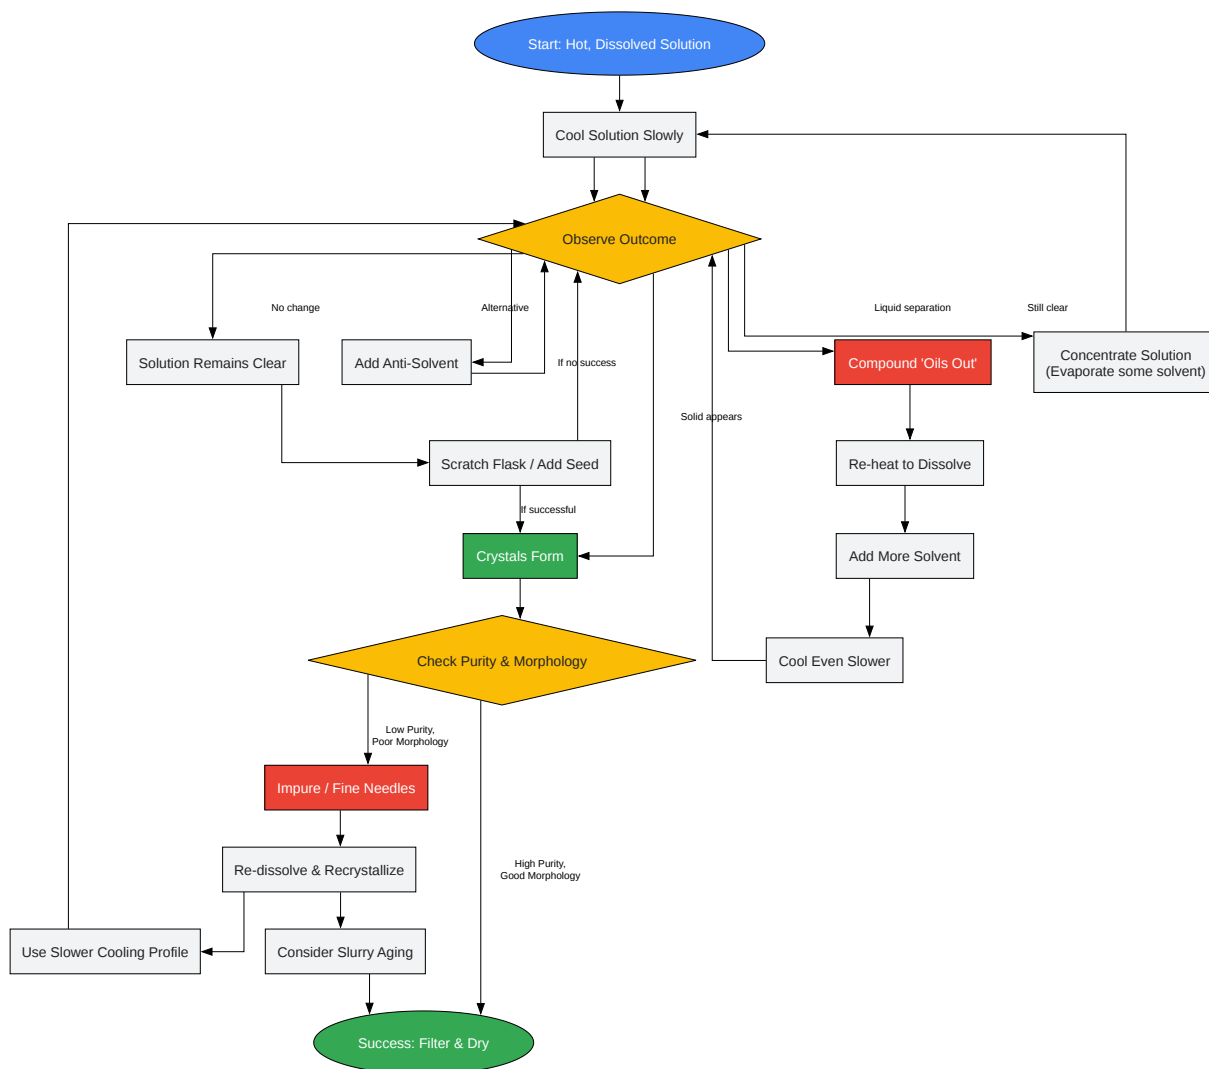 Start: Hot, Dissolved Solution
Cool Solution Slowly
Observe Outcome
No change
Alternative
Liquid separation
Still clear
Solution Remains Clear
Add Anti-Solvent
If no success
Compound 'Oils Out'
Concentrate Solution
(Evaporate some solvent)
Solid appears
Scratch Flask / Add Seed
Re-heat to Dissolve
If successful
Crystals Form
Add More Solvent
Check Purity & Morphology
Cool Even Slower
Low Purity,
Poor Morphology
Impure / Fine Needles
Re-dissolve & Recrystallize
High Purity,
Good Morphology
Use Slower Cooling Profile
Consider Slurry Aging
Success: Filter & Dry